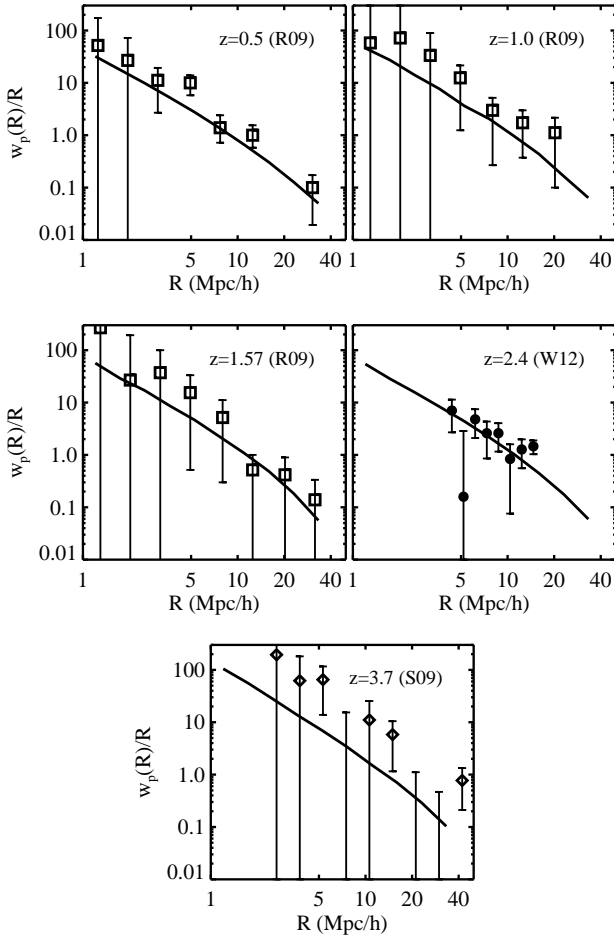 z=0.5 (R09)
100
10
1.0
0.1
0.01
w_p(R)/R
1 5 10 20 40
R (Mpc/h)
z=1.0 (R09)
1 5 10 20 40
R (Mpc/h)
z=1.57 (R09)
100
10
1.0
0.1
0.01
w_p(R)/R
1 5 10 20 40
R (Mpc/h)
z=2.4 (W12)
1 5 10 20 40
R (Mpc/h)
z=3.7 (S09)
100
10
1.0
0.1
0.01
w_p(R)/R
1 5 10 20 40
R (Mpc/h)